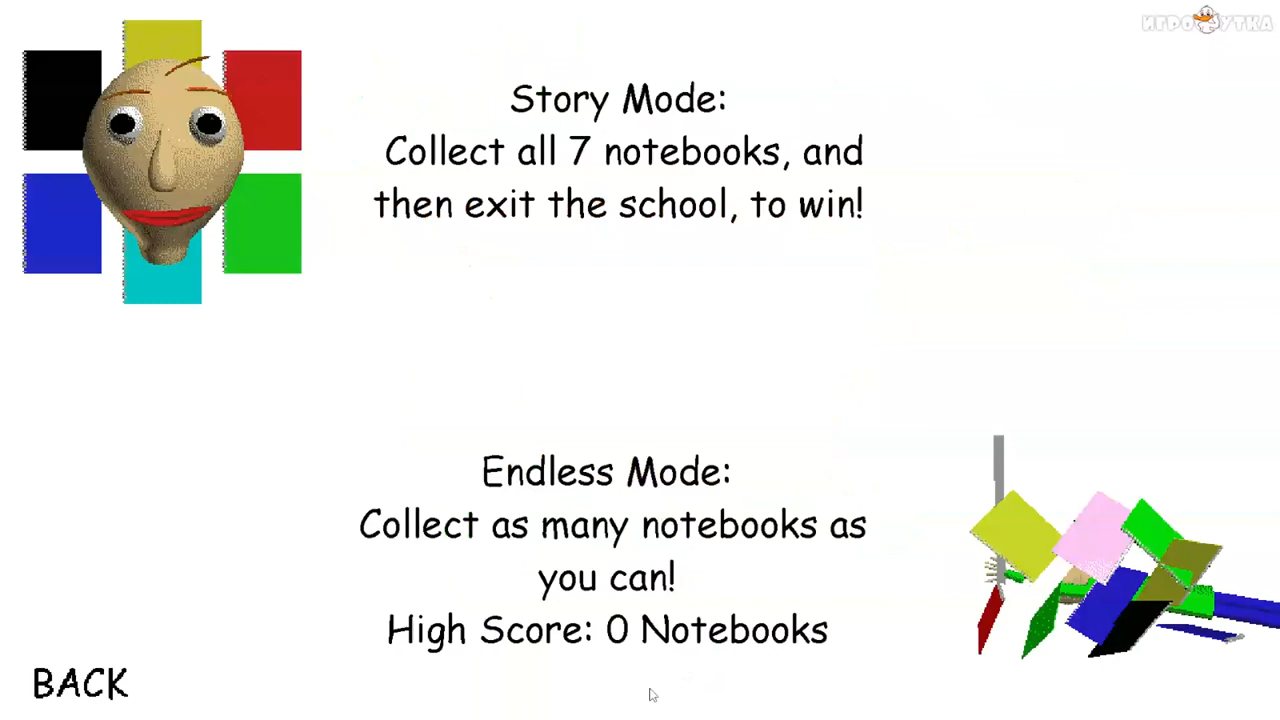 ИГРОУТКА
Story Mode:
Collect all 7 notebooks, and
then exit the school, to win!
Endless Mode:
Collect as many notebooks as
you can!
High Score: 0 Notebooks
BACK